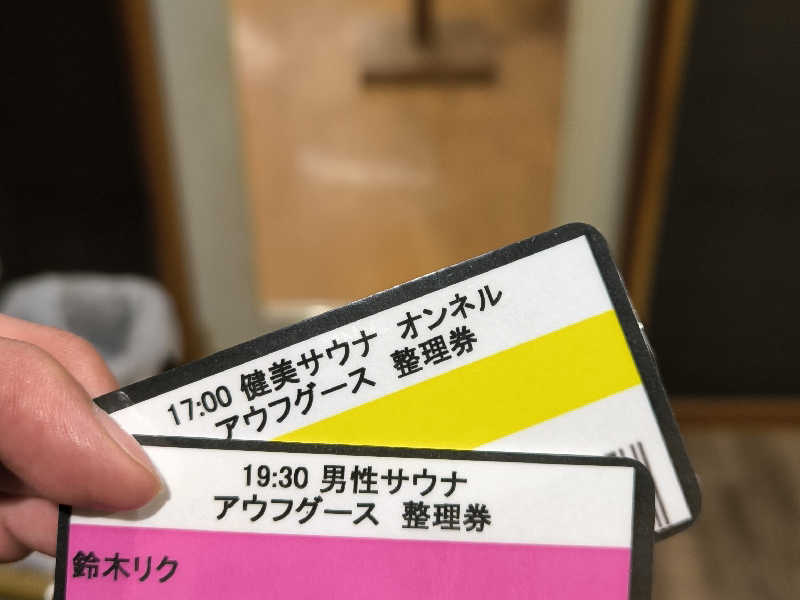 17:00 健美サウナ オンネル
アウフグース 整理券
19:30 男性サウナ
アウフグース 整理券
鈴木リク